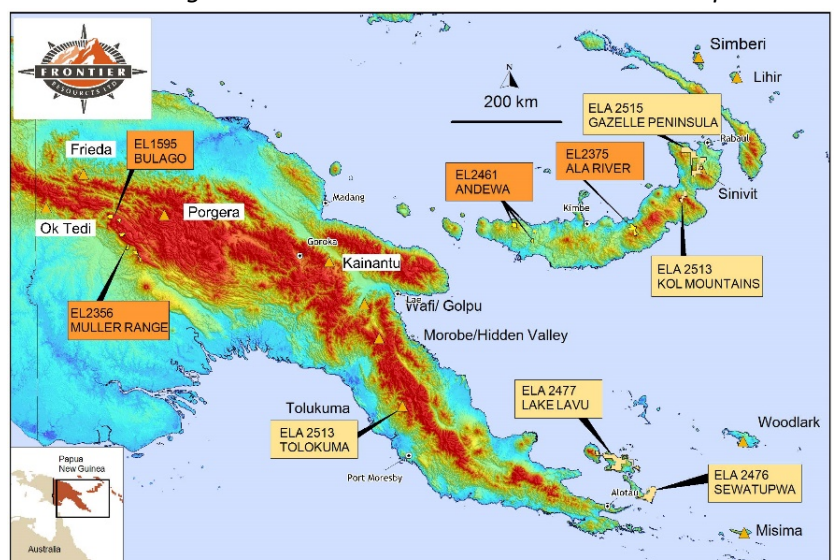 FRONTIER
RESOURCES LTD
N
200 km
Simberi
Lihir
ELA 2515
GAZELLE PENINSULA
Rabaul
Frieda
EL1595
BULAGO
EL2461
ANDEWA
EL2375
ALA RIVER
Sinivit
Madang
Kimbe
Ok Tedi
Porgera
Goroka
Kainantu
ELA 2513
KOL MOUNTAINS
Lae
Wafi/ Golpu
EL2356
MULLER RANGE
Morobe/Hidden Valley
ELA 2477
LAKE LAVU
Tolukuma
ELA 2513
TOLOKUMA
Woodlark
Port Moresby
ELA 2476
SEWATUPWA
Alotau
Misima
Papua
New Guinea
Australia